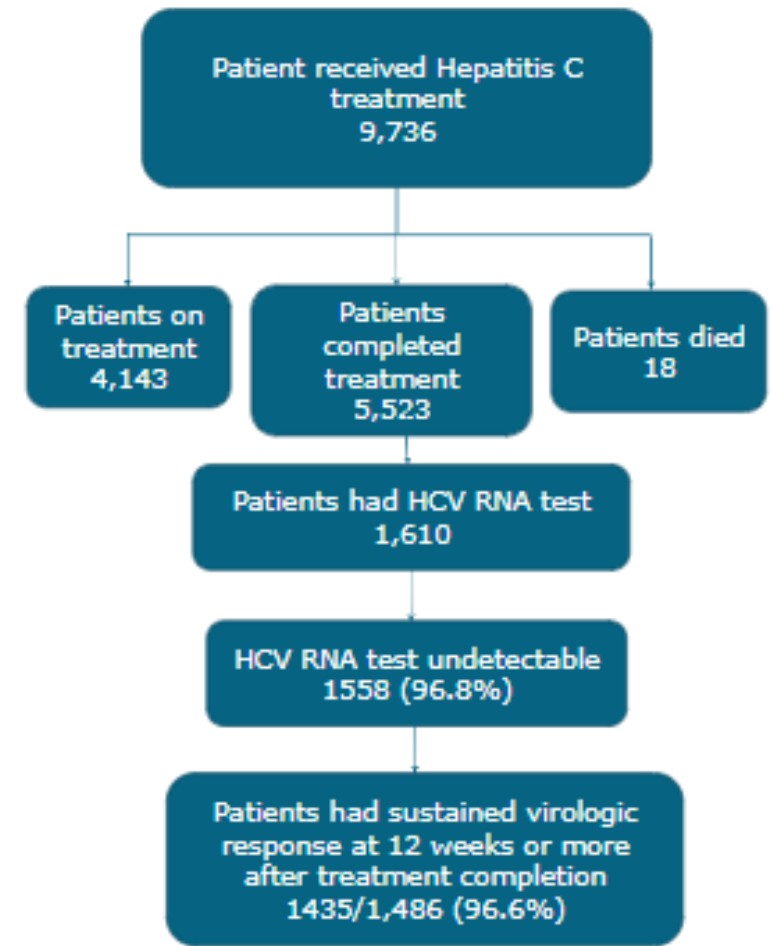 Patient received Hepatitis C
treatment
9,736
Patients on
treatment
4,143
Patients
completed
treatment
5,523
Patients died
18
Patients had HCV RNA test
1,610
HCV RNA test undetectable
1558 (96.8%)
Patients had sustained virologic
response at 12 weeks or more
after treatment completion
1435/1,486 (96.6%)